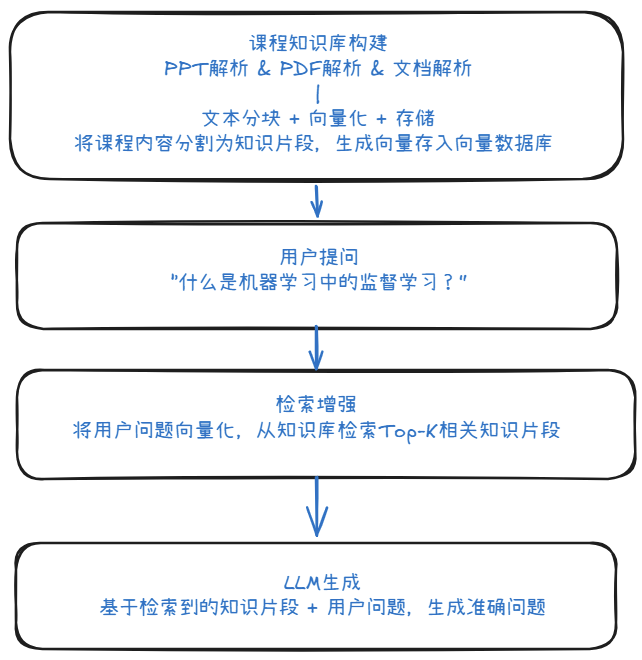 课程知识库构建
PPT解析 & PDF解析 & 文档解析
文本分块 + 向量化 + 存储
将课程内容分割为知识片段，生成向量存入向量数据库
用户提问
"什么是机器学习中的监督学习？"
检索增强
将用户问题向量化，从知识库检索Top-K相关知识片段
LLM生成
基于检索到的知识片段 + 用户问题，生成准确问题